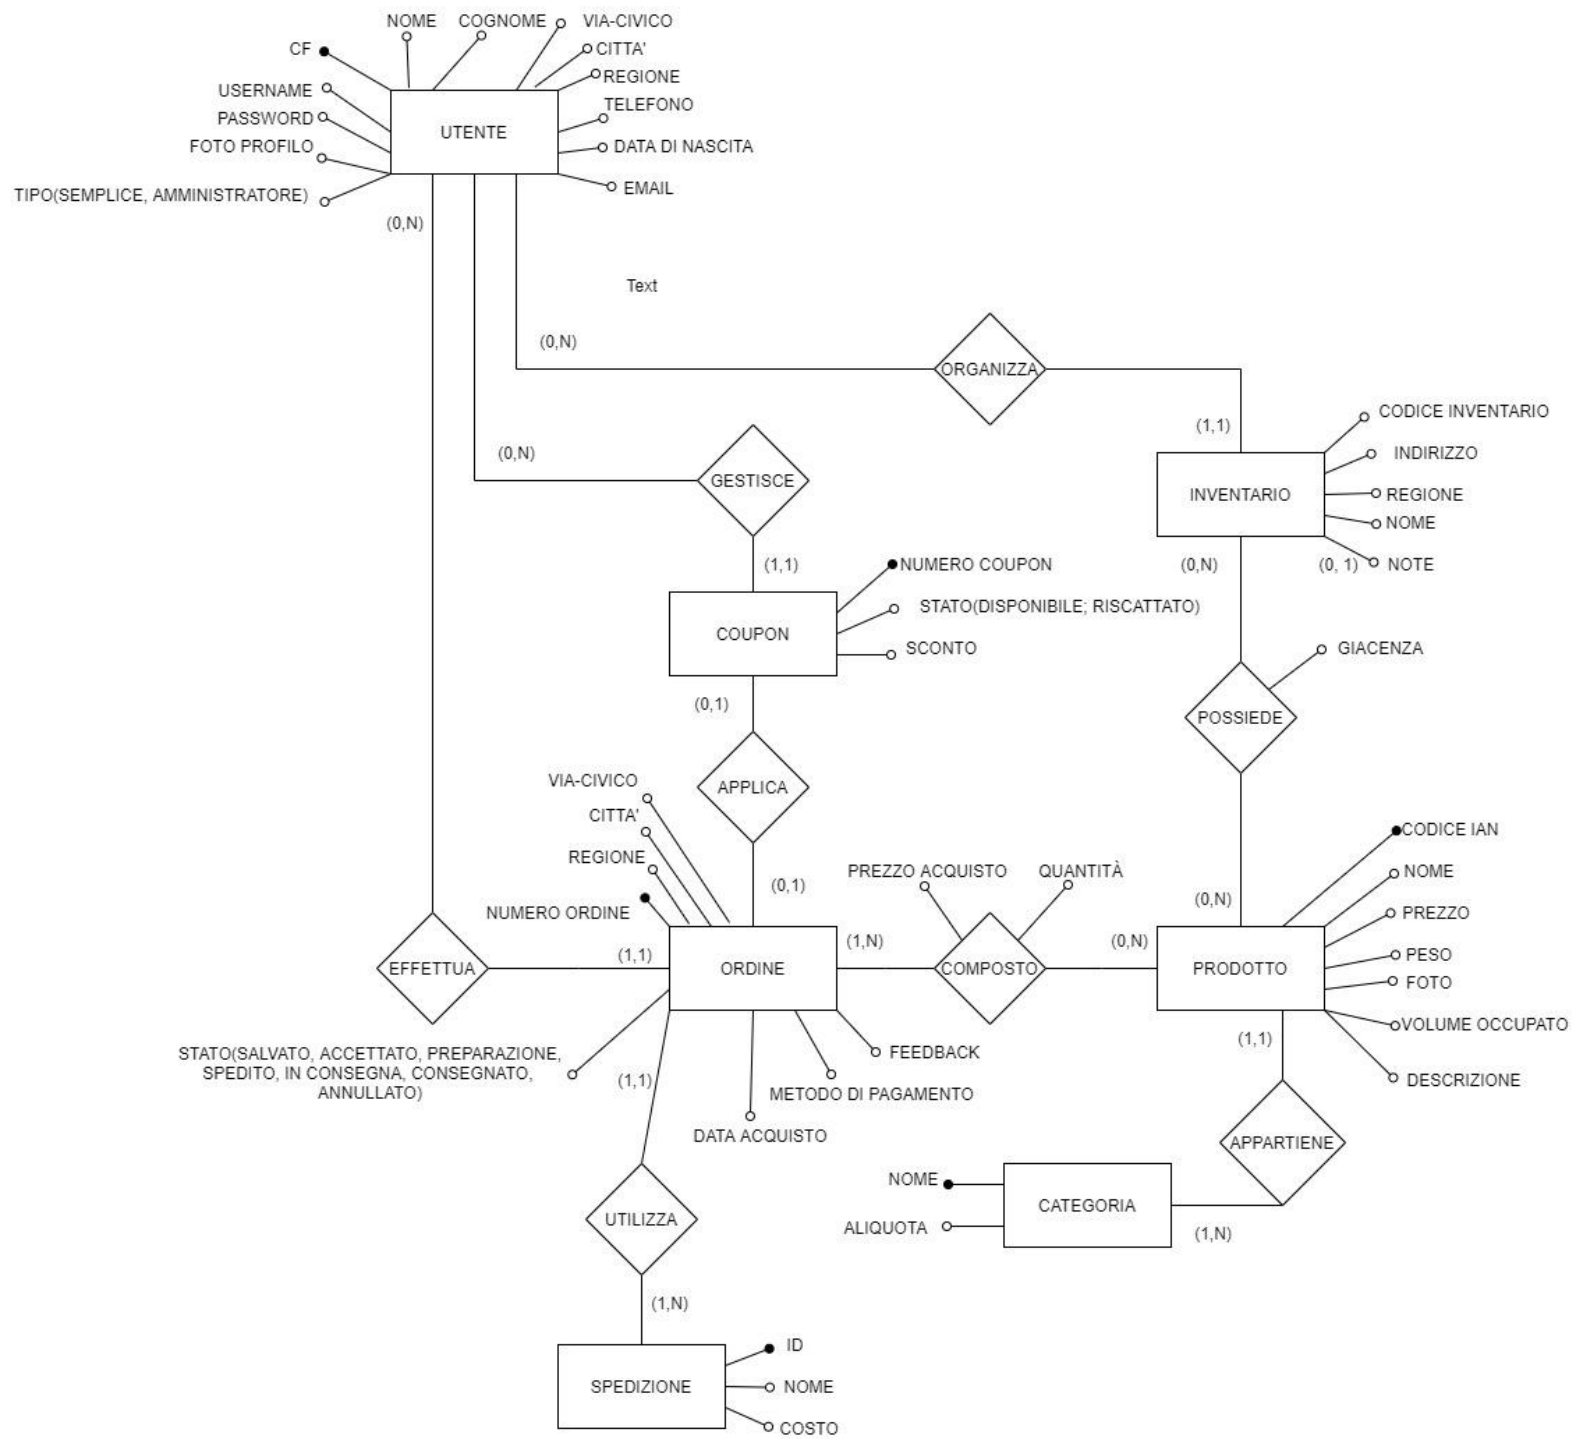 NOME
COGNOME
VIA-CIVICO
CF
CITTA'
REGIONE
USERNAME
TELEFONO
PASSWORD
UTENTE
FOTO PROFILO
DATA DI NASCITA
TIPO(SEMPLICE, AMMINISTRATORE)
EMAIL
(0,N)
Text
(0,N)
ORGANIZZA
(1,1)
CODICE INVENTARIO
(0,N)
INDIRIZZO
GESTISCE
INVENTARIO
REGIONE
NOME
(1,1)
NUMERO COUPON
(0,N)
(0, 1)
NOTE
STATO(DISPONIBILE; RISCATTATO)
COUPON
SCONTO
GIACENZA
(0,1)
POSSIEDE
VIA-CIVICO
APPLICA
CITTA'
CODICE IAN
REGIONE
PREZZO ACQUISTO
QUANTITÀ
NOME
(0,1)
(0,N)
NUMERO ORDINE
PREZZO
(1,1)
(1,N)
(0,N)
EFFETTUA
ORDINE
COMPOSTO
PRODOTTO
PESO
FOTO
VOLUME OCCUPATO
(1,1)
STATO(SALVATO, ACCETTATO, PREPARAZIONE,
SPEDITO, IN CONSEGNA, CONSEGNATO,
ANNULLATO)
FEEDBACK
(1,1)
METODO DI PAGAMENTO
DESCRIZIONE
DATA ACQUISTO
APPARTIENE
NOME
CATEGORIA
ALIQUOTA
(1,N)
UTILIZZA
(1,N)
ID
SPEDIZIONE
NOME
COSTO